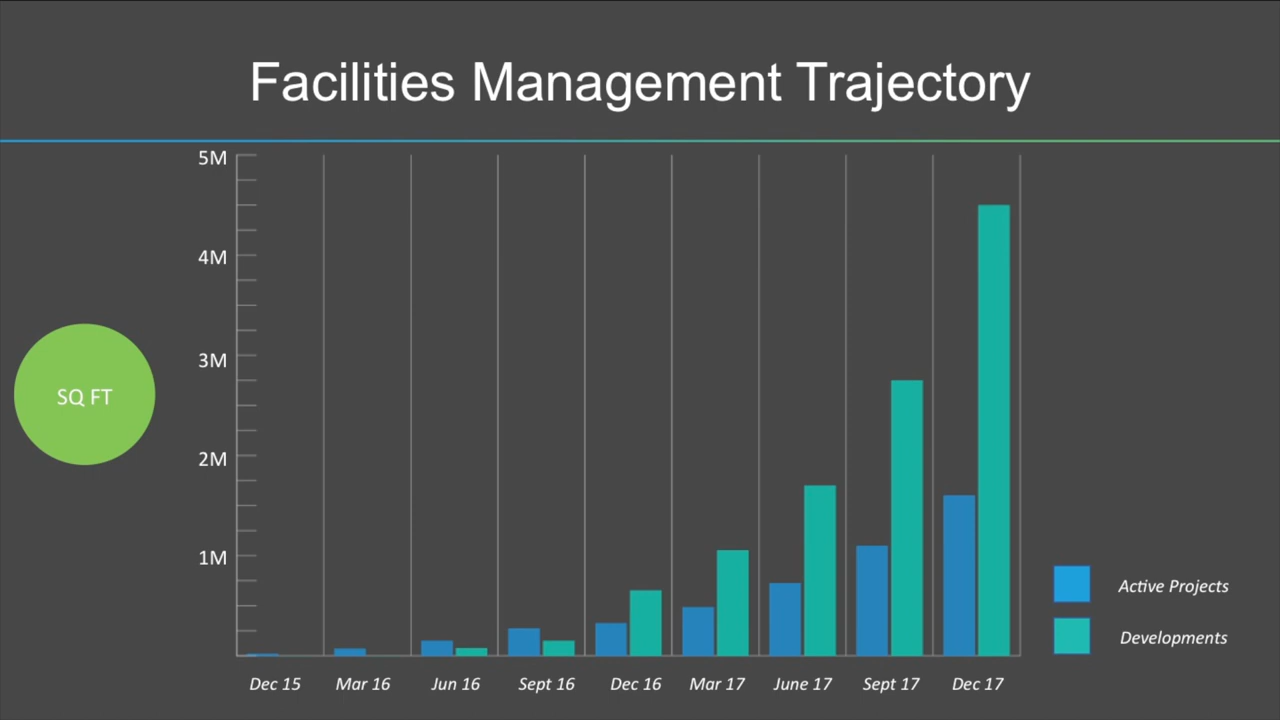 Facilities Management Trajectory
5M
4M
3M
2M
1M
SQ FT
Dec 15 Mar 16 Jun 16 Sept 16 Dec 16 Mar 17 June 17 Sept 17 Dec 17
Active Projects
Developments